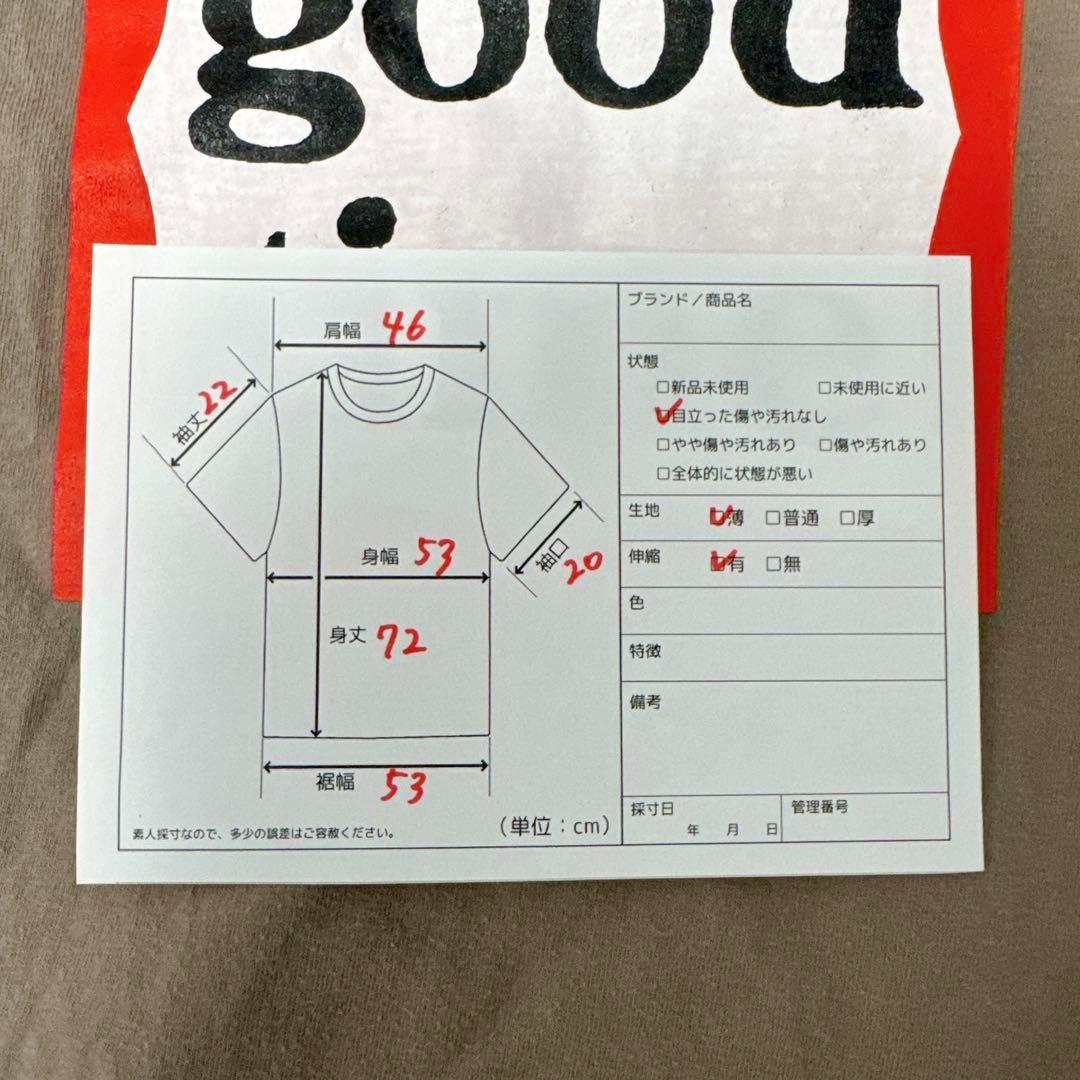 good
肩幅 46
袖丈 22
身幅 53
袖口 20
身丈 72
裾幅 53
素人採寸なので、多少の誤差はご容赦ください。
（単位：cm）
ブランド／商品名
状態
□新品未使用 □未使用に近い
☑目立った傷や汚れなし
□やや傷や汚れあり □傷や汚れあり
□全体的に状態が悪い
生地 ☑薄 □普通 □厚
伸縮 ☑有 □無
色
特徴
備考
採寸日
年 月 日
管理番号